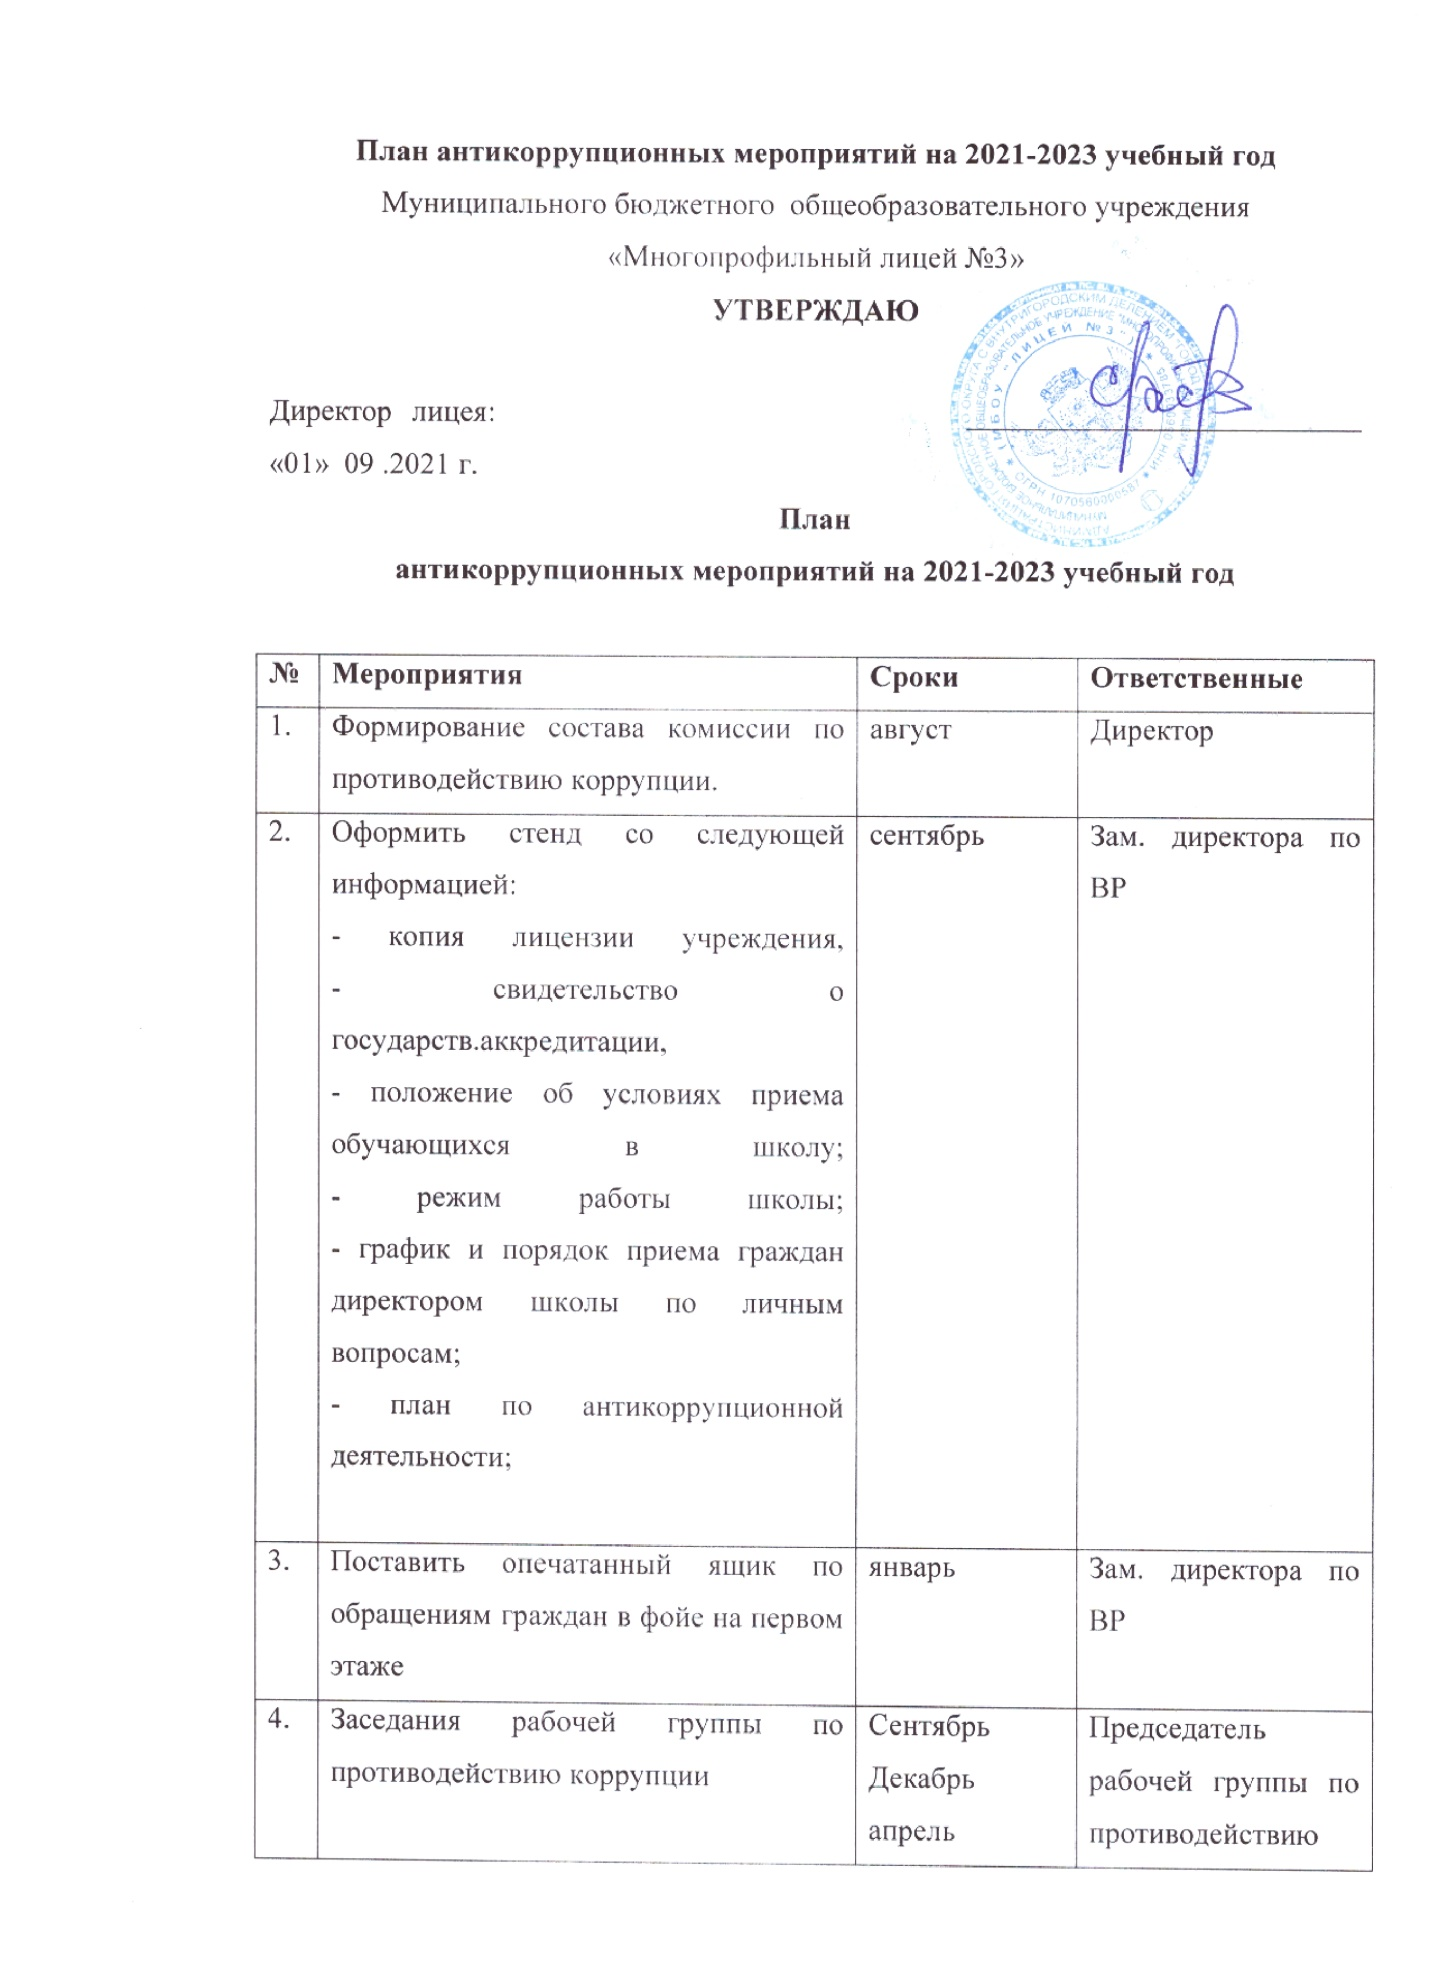 План антикоррупционных мероприятий на 2021-2023 учебный год
Муниципального бюджетного общеобразовательного учреждения
«Многопрофильный лицей №3»
УТВЕРЖДАЮ
Директор лицея:
«01» 09 .2021 г.
План
антикоррупционных мероприятий на 2021-2023 учебный год
№ Мероприятия Сроки Ответственные
1. Формирование состава комиссии по август Директор
противодействию коррупции.
2. Оформить стенд со следующей сентябрь Зам. директора по
информацией: ВР
- копия лицензии учреждения,
- свидетельство о
государств.аккредитации,
- положение об условиях приема
обучающихся в школу;
- режим работы школы;
- график и порядок приема граждан
директором школы по личным
вопросам;
- план по антикоррупционной
деятельности;
3. Поставить опечатанный ящик по январь Зам. директора по
обращениям граждан в фойе на первом ВР
этаже
4. Заседания рабочей группы по Сентябрь Председатель
противодействию коррупции Декабрь рабочей группы по
апрель противодействию